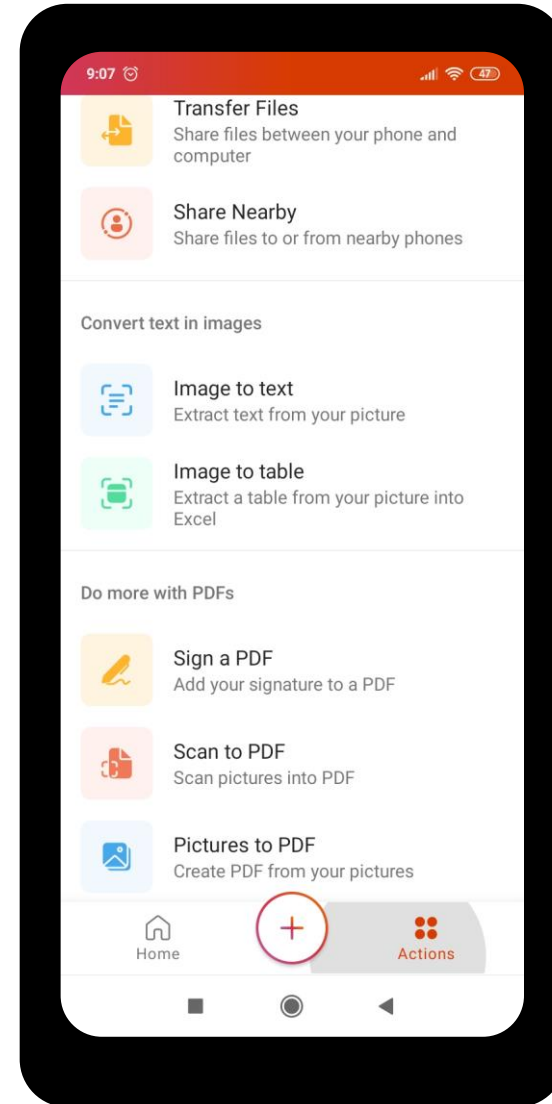 9:07
47
Transfer Files
Share files between your phone and
computer
Share Nearby
Share files to or from nearby phones
Convert text in images
Image to text
Extract text from your picture
Image to table
Extract a table from your picture into
Excel
Do more with PDFs
Sign a PDF
Add your signature to a PDF
Scan to PDF
Scan pictures into PDF
Pictures to PDF
Create PDF from your pictures
Home
Actions